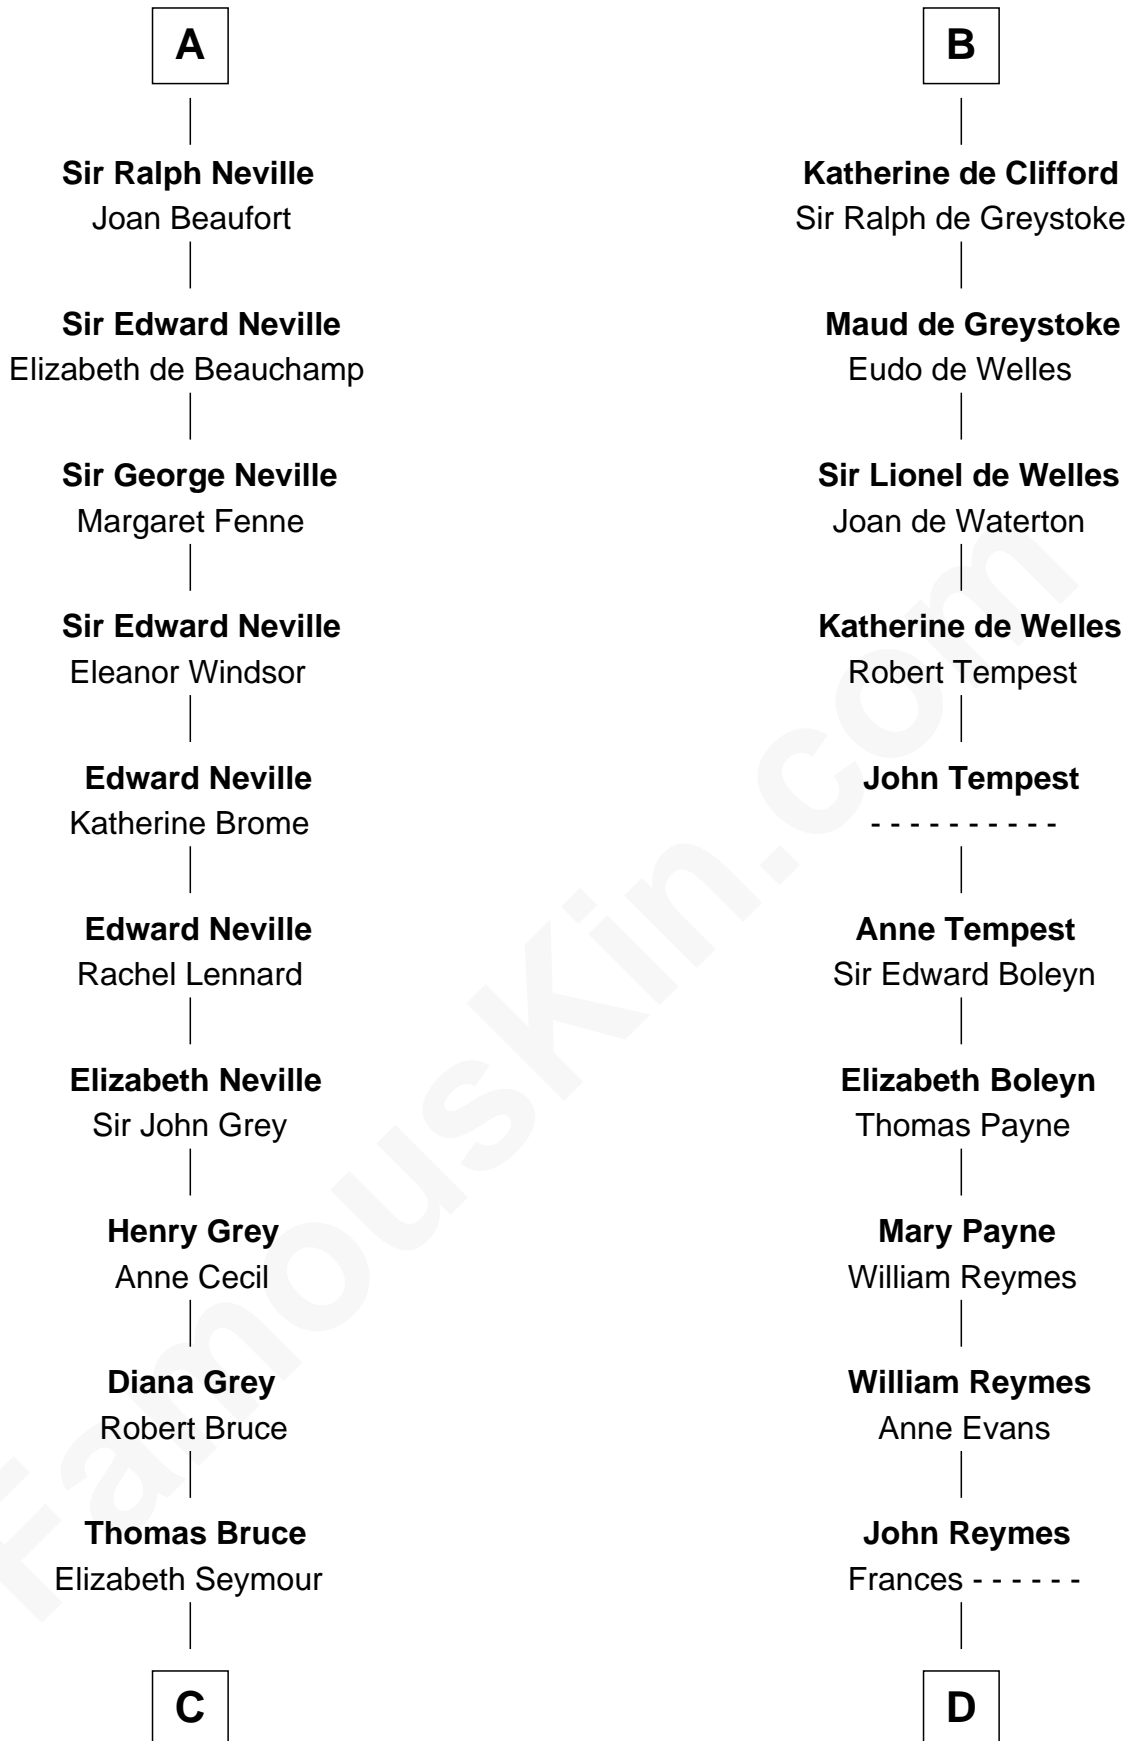 A
Sir Ralph Neville
Joan Beaufort
Sir Edward Neville
Elizabeth de Beauchamp
Sir George Neville
Margaret Fenne
Sir Edward Neville
Eleanor Windsor
Edward Neville
Katherine Brome
Edward Neville
Rachel Lennard
Elizabeth Neville
Sir John Grey
Henry Grey
Anne Cecil
Diana Grey
Robert Bruce
Thomas Bruce
Elizabeth Seymour
C
B
Katherine de Clifford
Sir Ralph de Greystoke
Maud de Greystoke
Eudo de Welles
Sir Lionel de Welles
Joan de Waterton
Katherine de Welles
Robert Tempest
John Tempest
- - - - - - - - - -
Anne Tempest
Sir Edward Boleyn
Elizabeth Boleyn
Thomas Payne
Mary Payne
William Reymes
William Reymes
Anne Evans
John Reymes
Frances - - - - - -
D
FamousKin.com